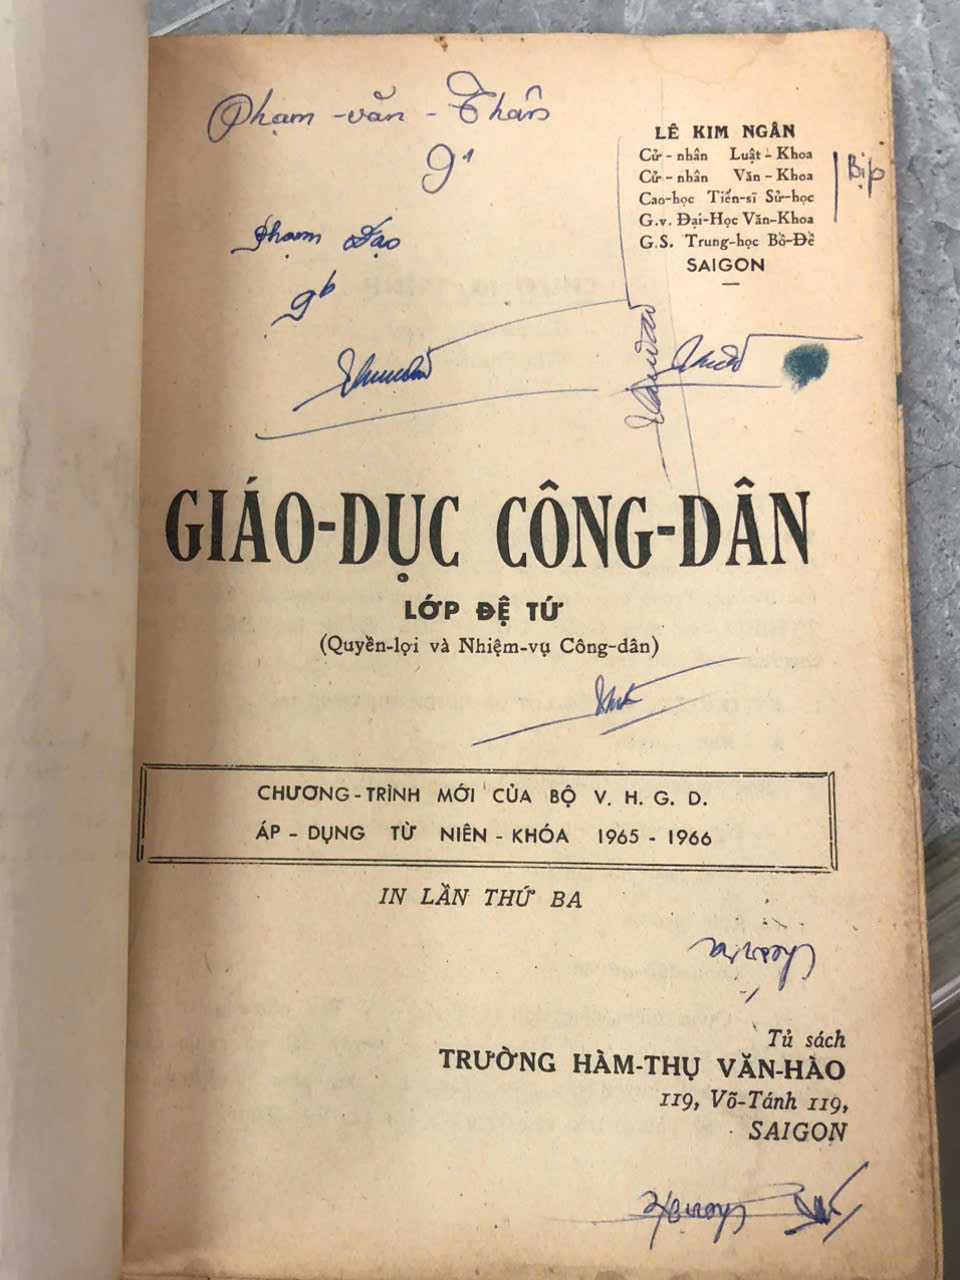 Phạm - văn - Thân
9¹
LÊ KIM NGÂN
Cử - nhân Luật - Khoa
Cử - nhân Văn - Khoa
Cao-học Tiến-sĩ Sử-học
G.v. Đại-Học Văn-Khoa
G.S. Trung-học Bồ-Đề
SAIGON
Bịp
Phạm Đạo
9b
GIÁO-DỤC CÔNG-DÂN
LỚP ĐỆ TỨ
(Quyền-lợi và Nhiệm-vụ Công-dân)
CHƯƠNG-TRÌNH MỚI CỦA BỘ V. H. G. D.
ÁP - DỤNG TỪ NIÊN - KHÓA 1965 - 1966
IN LẦN THỨ BA
Tủ sách
TRƯỜNG HÀM-THỤ VĂN-HÀO
119, Võ-Tánh 119,
SAIGON